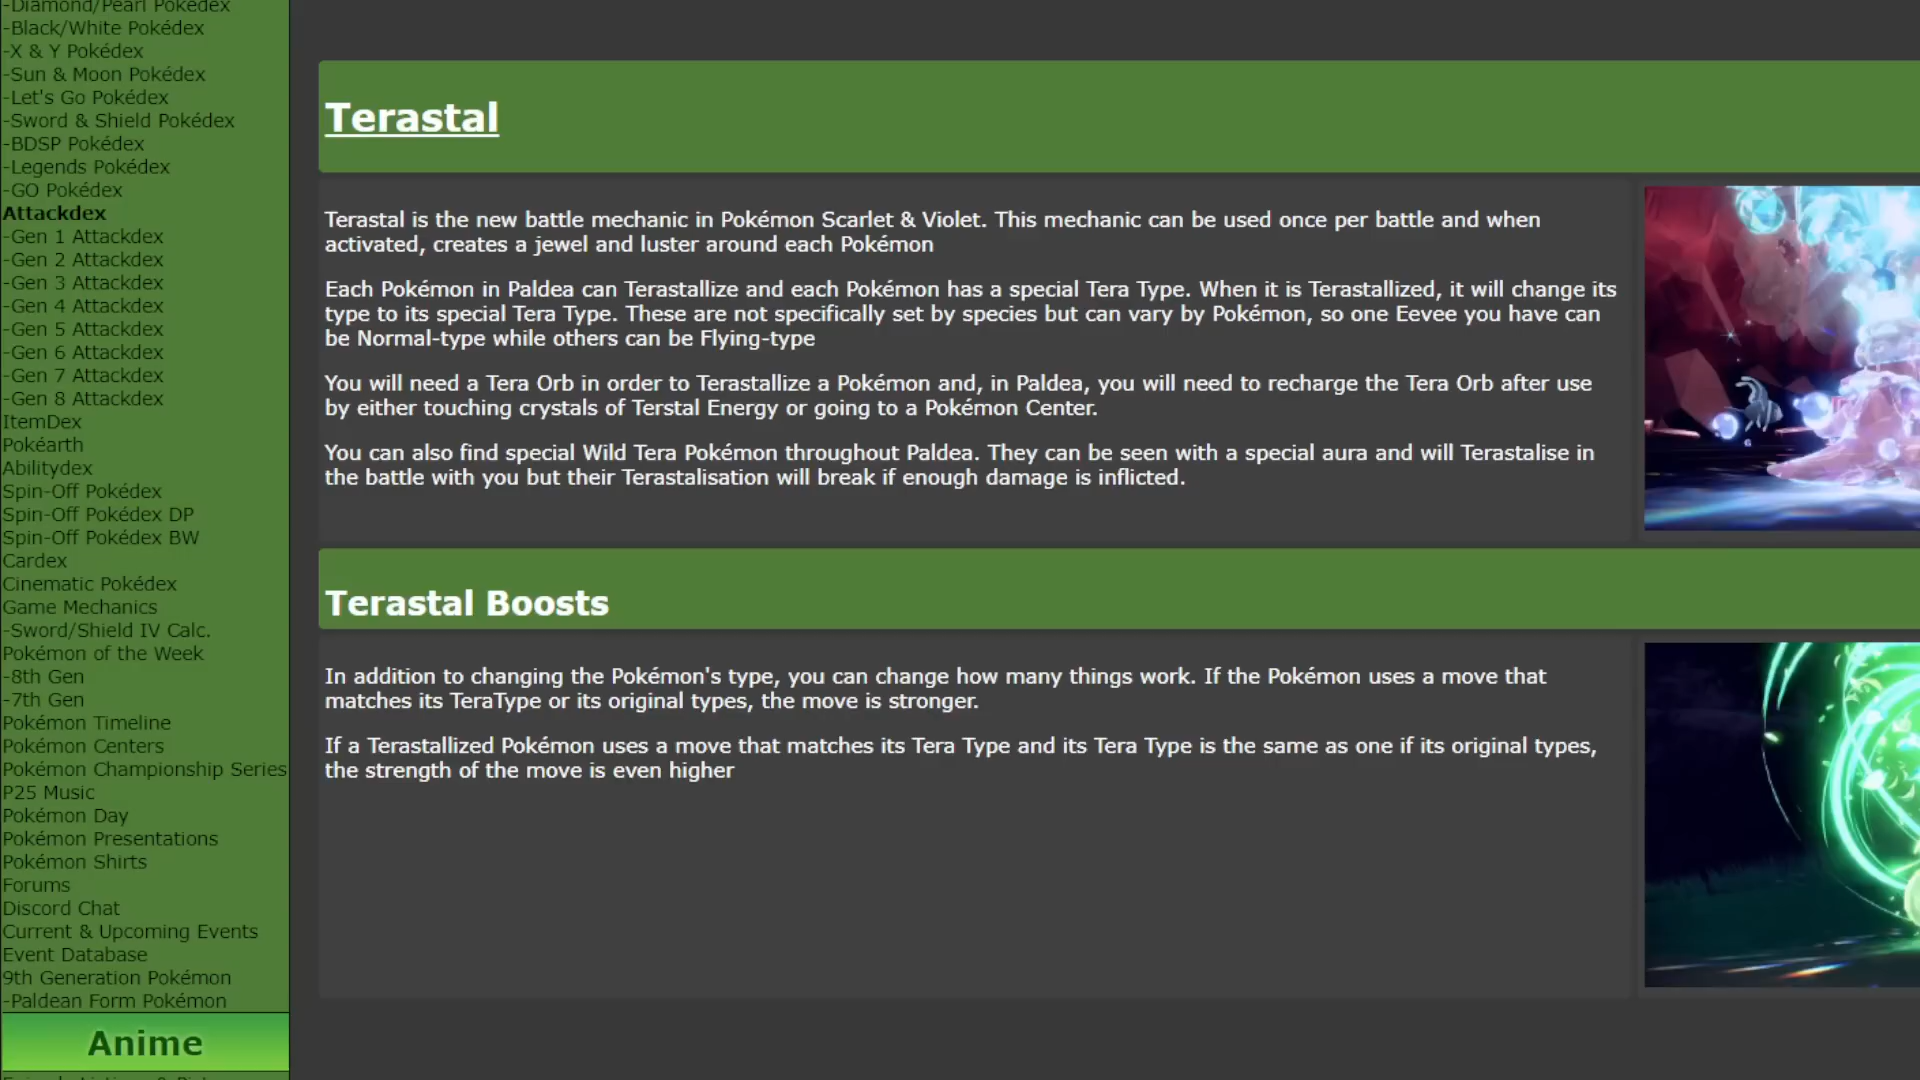 -Diamond/Pearl Pokédex
-Black/White Pokédex
-X & Y Pokédex
-Sun & Moon Pokédex
-Let's Go Pokédex
-Sword & Shield Pokédex
-BDSP Pokédex
-Legends Pokédex
-GO Pokédex
Attackdex
-Gen 1 Attackdex
-Gen 2 Attackdex
-Gen 3 Attackdex
-Gen 4 Attackdex
-Gen 5 Attackdex
-Gen 6 Attackdex
-Gen 7 Attackdex
-Gen 8 Attackdex
ItemDex
Pokéarth
Abilitydex
Spin-Off Pokédex
Spin-Off Pokédex DP
Spin-Off Pokédex BW
Cardex
Cinematic Pokédex
Game Mechanics
-Sword/Shield IV Calc.
Pokémon of the Week
-8th Gen
-7th Gen
Pokémon Timeline
Pokémon Centers
Pokémon Championship Series
P25 Music
Pokémon Day
Pokémon Presentations
Pokémon Shirts
Forums
Discord Chat
Current & Upcoming Events
Event Database
9th Generation Pokémon
-Paldean Form Pokémon
Anime
Terastal
Terastal is the new battle mechanic in Pokémon Scarlet & Violet. This mechanic can be used once per battle and when
activated, creates a jewel and luster around each Pokémon
Each Pokémon in Paldea can Terastallize and each Pokémon has a special Tera Type. When it is Terastallized, it will change its
type to its special Tera Type. These are not specifically set by species but can vary by Pokémon, so one Eevee you have can
be Normal-type while others can be Flying-type
You will need a Tera Orb in order to Terastallize a Pokémon and, in Paldea, you will need to recharge the Tera Orb after use
by either touching crystals of Terstal Energy or going to a Pokémon Center.
You can also find special Wild Tera Pokémon throughout Paldea. They can be seen with a special aura and will Terastalise in
the battle with you but their Terastalisation will break if enough damage is inflicted.
Terastal Boosts
In addition to changing the Pokémon's type, you can change how many things work. If the Pokémon uses a move that
matches its TeraType or its original types, the move is stronger.
If a Terastallized Pokémon uses a move that matches its Tera Type and its Tera Type is the same as one if its original types,
the strength of the move is even higher